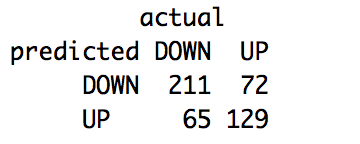 actual
predicted DOWN UP
DOWN 211 72
UP 65 129